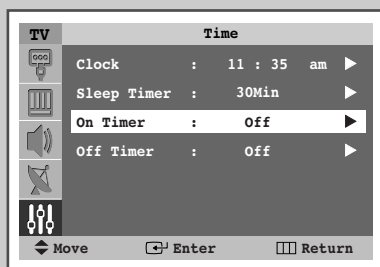 TV Time
Clock : 11 : 35 am
Sleep Timer : 30Min
On Timer : Off
Off Timer : Off
Move Enter Return